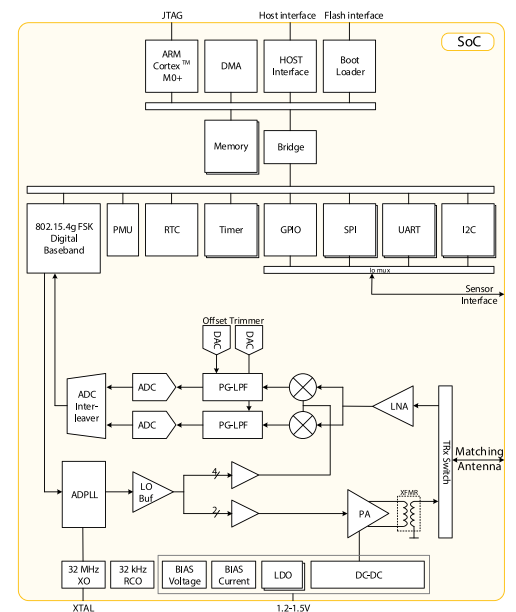 JTAG
Host interface
Flash interface
SoC
ARM
Cortex™
M0+
DMA
HOST
Interface
Boot
Loader
Memory
Bridge
802.15.4g FSK
Digital
Baseband
PMU
RTC
Timer
GPIO
SPI
UART
I2C
Io mux
Sensor
Interface
Offset Trimmer
DAC
DAC
ADC
Inter-
leaver
ADC
PG-LPF
ADC
PG-LPF
LNA
TRx Switch
Matching
Antenna
ADPLL
LO
Buf
4
2
PA
XFMR
32 MHz
XO
32 kHz
RCO
BIAS
Voltage
BIAS
Current
LDO
DC-DC
XTAL
1.2-1.5V